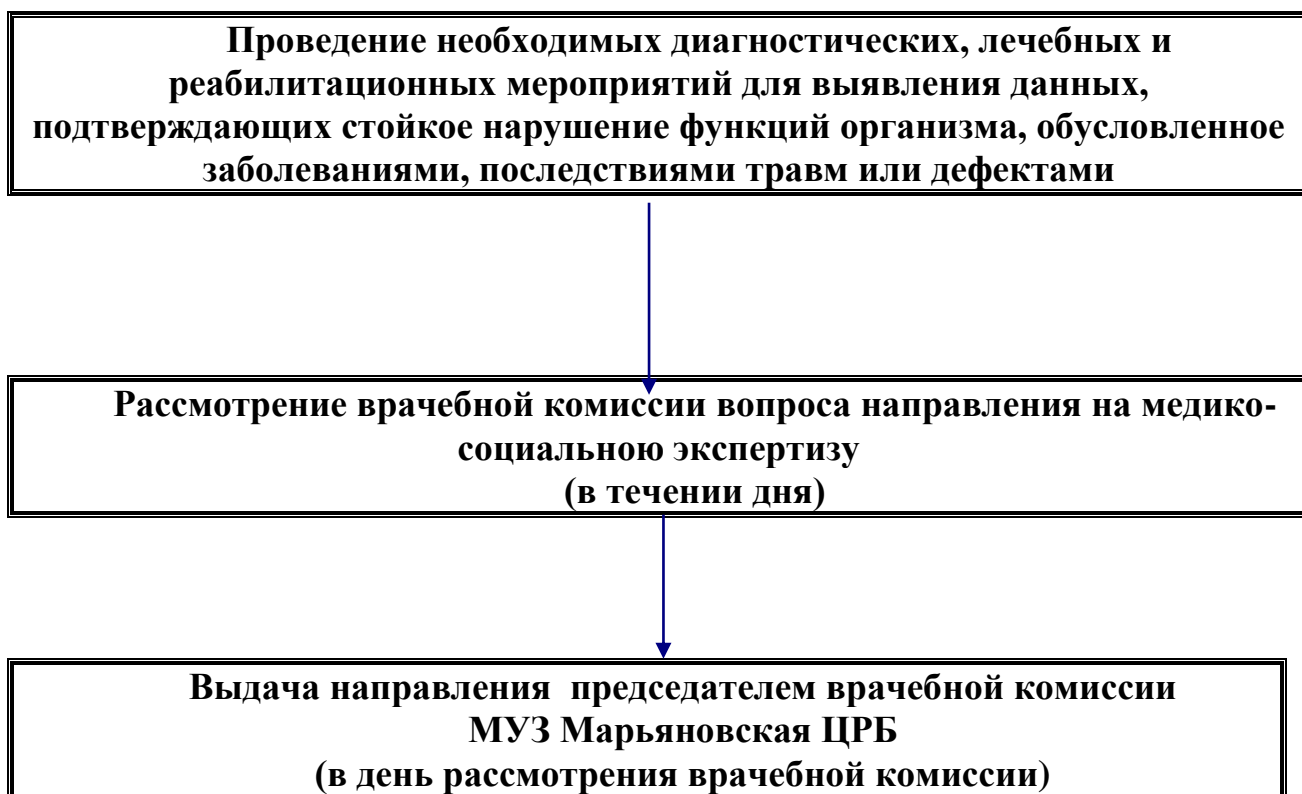 Проведение необходимых диагностических, лечебных и
реабилитационных мероприятий для выявления данных,
подтверждающих стойкое нарушение функций организма, обусловленное
заболеваниями, последствиями травм или дефектами
Рассмотрение врачебной комиссии вопроса направления на медико-
социальною экспертизу
(в течении дня)
Выдача направления председателем врачебной комиссии
МУЗ Марьяновская ЦРБ
(в день рассмотрения врачебной комиссии)